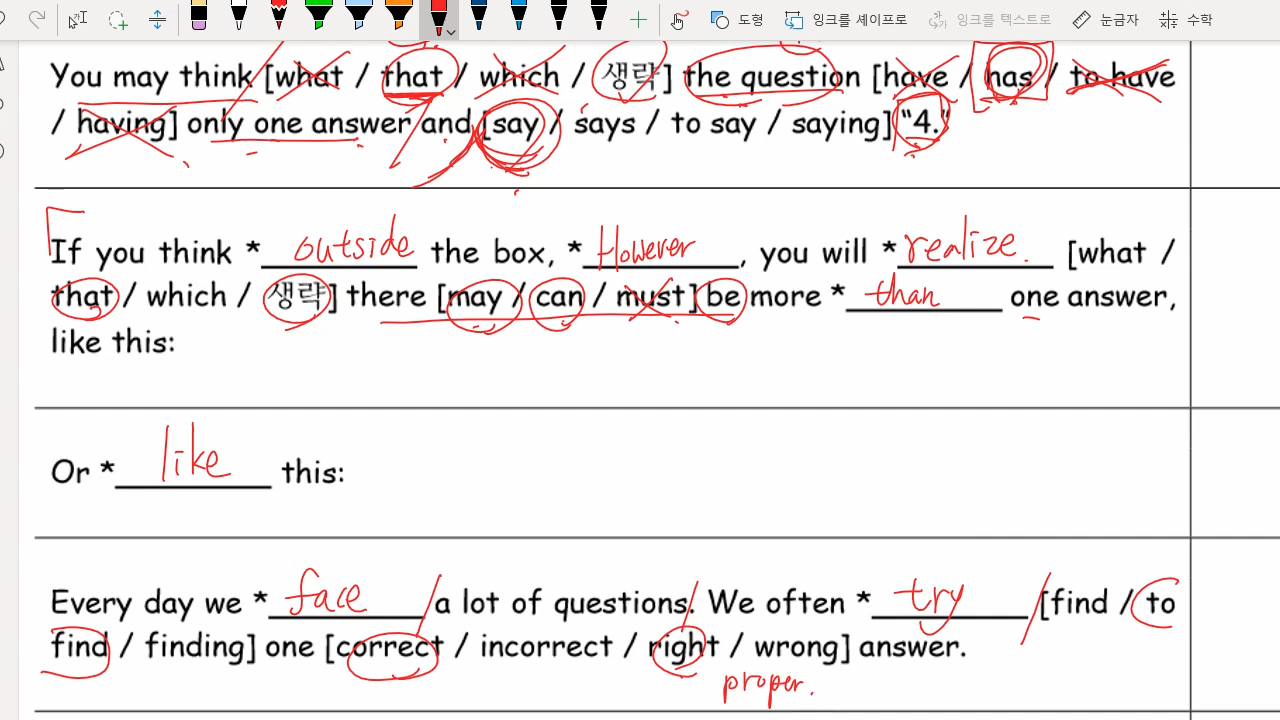 도형 잉크를 셰이프로 잉크를 텍스트로 눈금자 수학
You may think [what / that / which / 생략] the question [have / has / to have
/ having] only one answer and [say / says / to say / saying] “4.”
If you think * outside the box, * However, you will * realize. [what /
that / which / 생략] there [may / can / must] be more * than one answer,
like this:
Or * like this:
Every day we * face / a lot of questions. We often * try / [find / to
find / finding] one [correct / incorrect / right / wrong] answer.
proper.